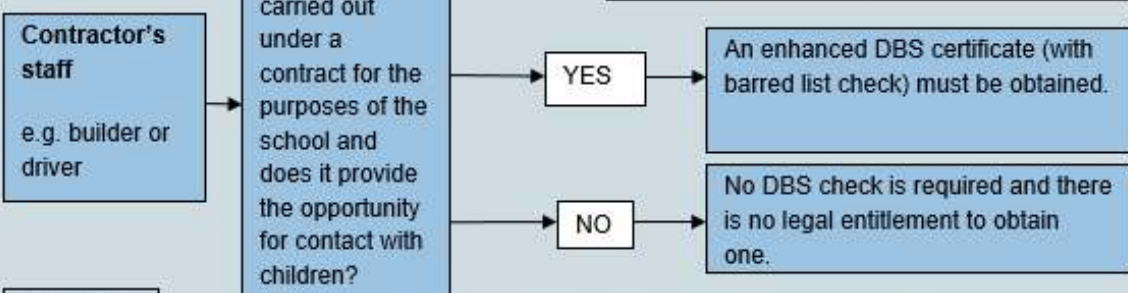 Contractor's
staff
e.g. builder or
driver
carried out
under a
contract for the
purposes of the
school and
does it provide
the opportunity
for contact with
children?
YES
An enhanced DBS certificate (with
barred list check) must be obtained.
NO
No DBS check is required and there
is no legal entitlement to obtain
one.